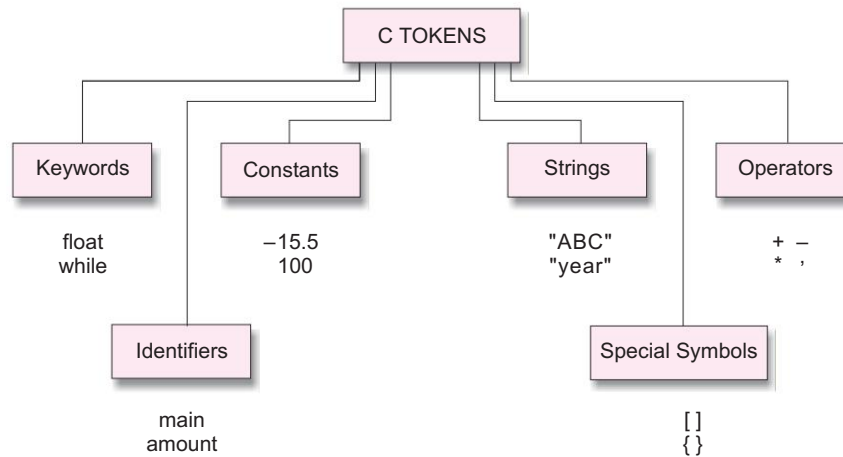 C TOKENS
Keywords
Constants
Strings
Operators
float
while
–15.5
100
"ABC"
"year"
+ –
* ,
Identifiers
Special Symbols
main
amount
[ ]
{ }